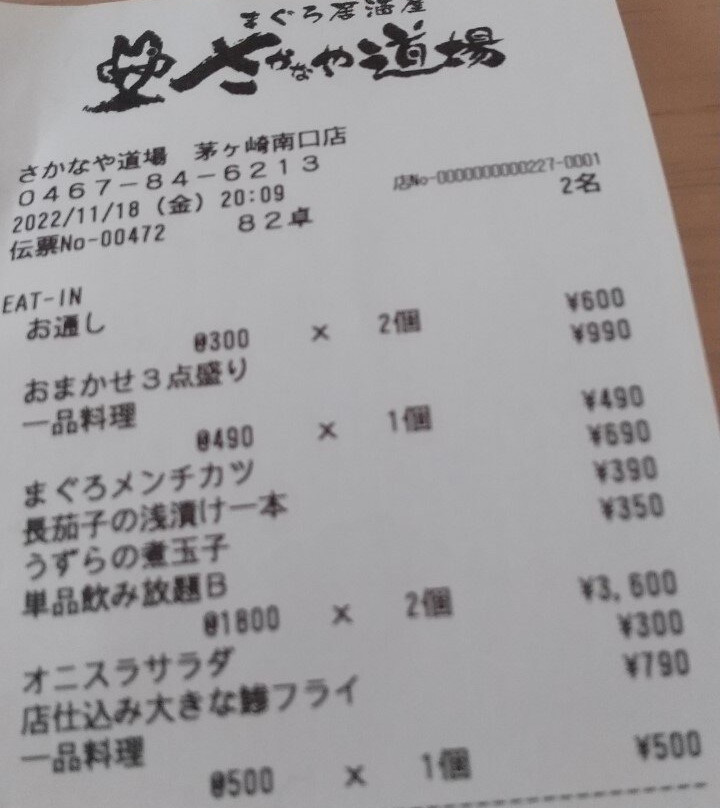 まぐろ居酒屋
さかなや道場
さかなや道場 茅ヶ崎南口店
0467-84-6213
店No-0000000000227-0001
2022/11/18 (金) 20:09 2名
伝票No-00472 82卓
EAT-IN
お通し
@300 × 2個 ¥600
おまかせ3点盛り ¥990
一品料理
@490 × 1個 ¥490
まぐろメンチカツ ¥690
長茄子の浅漬け一本 ¥390
うずらの煮玉子 ¥350
単品飲み放題B
@1800 × 2個 ¥3,600
オニスラサラダ ¥300
店仕込み大きな鯵フライ ¥790
一品料理
@500 × 1個 ¥500